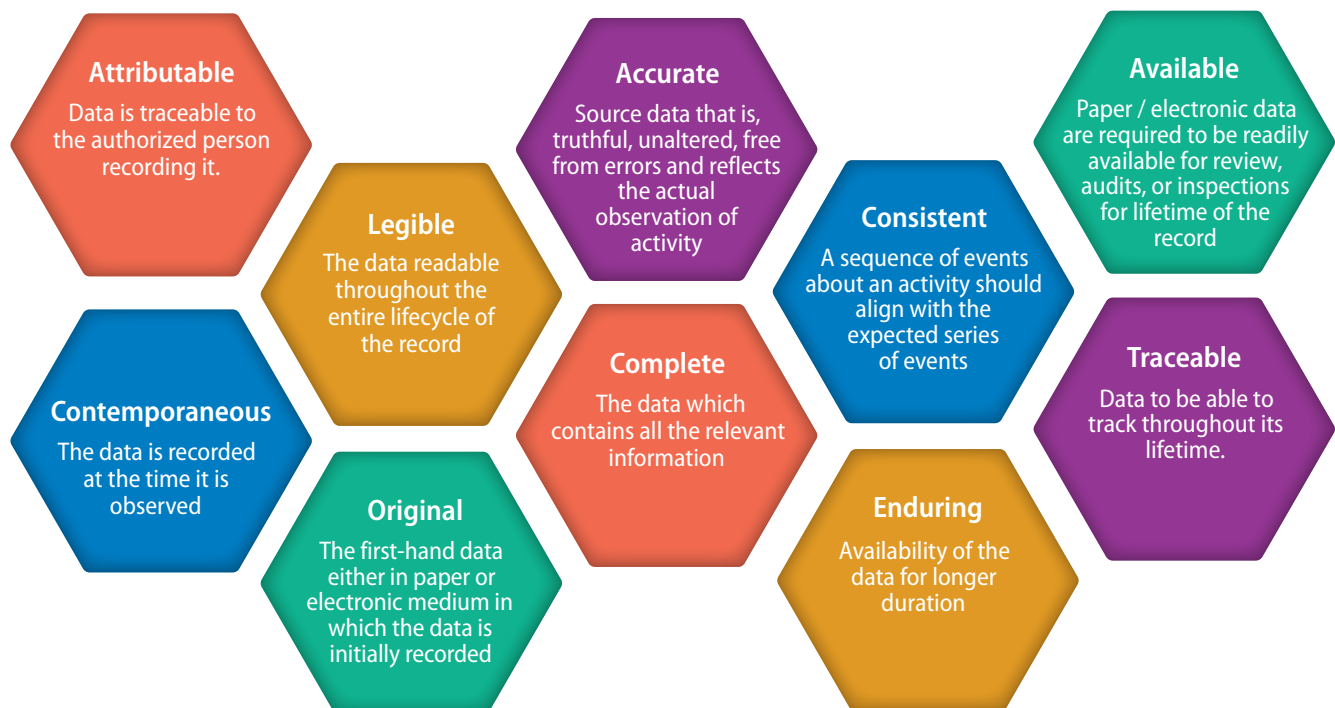 Attributable
Data is traceable to
the authorized person
recording it.
Contemporaneous
The data is recorded
at the time it is
observed
Legible
The data readable
throughout the
entire lifecycle of
the record
Original
The first-hand data
either in paper or
electronic medium in
which the data is
initially recorded
Accurate
Source data that is,
truthful, unaltered, free
from errors and reflects
the actual
observation of
activity
Complete
The data which
contains all the relevant
information
Consistent
A sequence of events
about an activity should
align with the
expected series
of events
Enduring
Availability of the
data for longer
duration
Available
Paper / electronic data
are required to be readily
available for review,
audits, or inspections
for lifetime of the
record
Traceable
Data to be able to
track throughout its
lifetime.